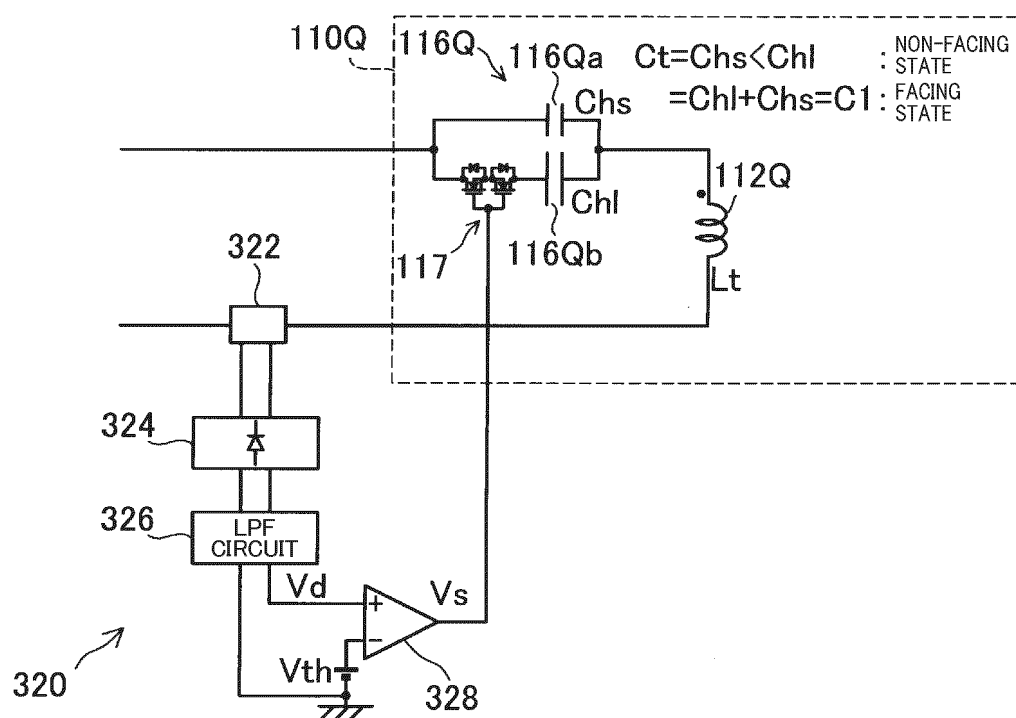 110Q
116Q
116Qa
Ct=Chs<Chl : NON-FACING STATE
=Chl+Chs=C1 : FACING STATE
Chs
Chl
112Q
117
116Qb
Lt
322
324
326
LPF
CIRCUIT
Vd
Vs
+
−
Vth
328
320